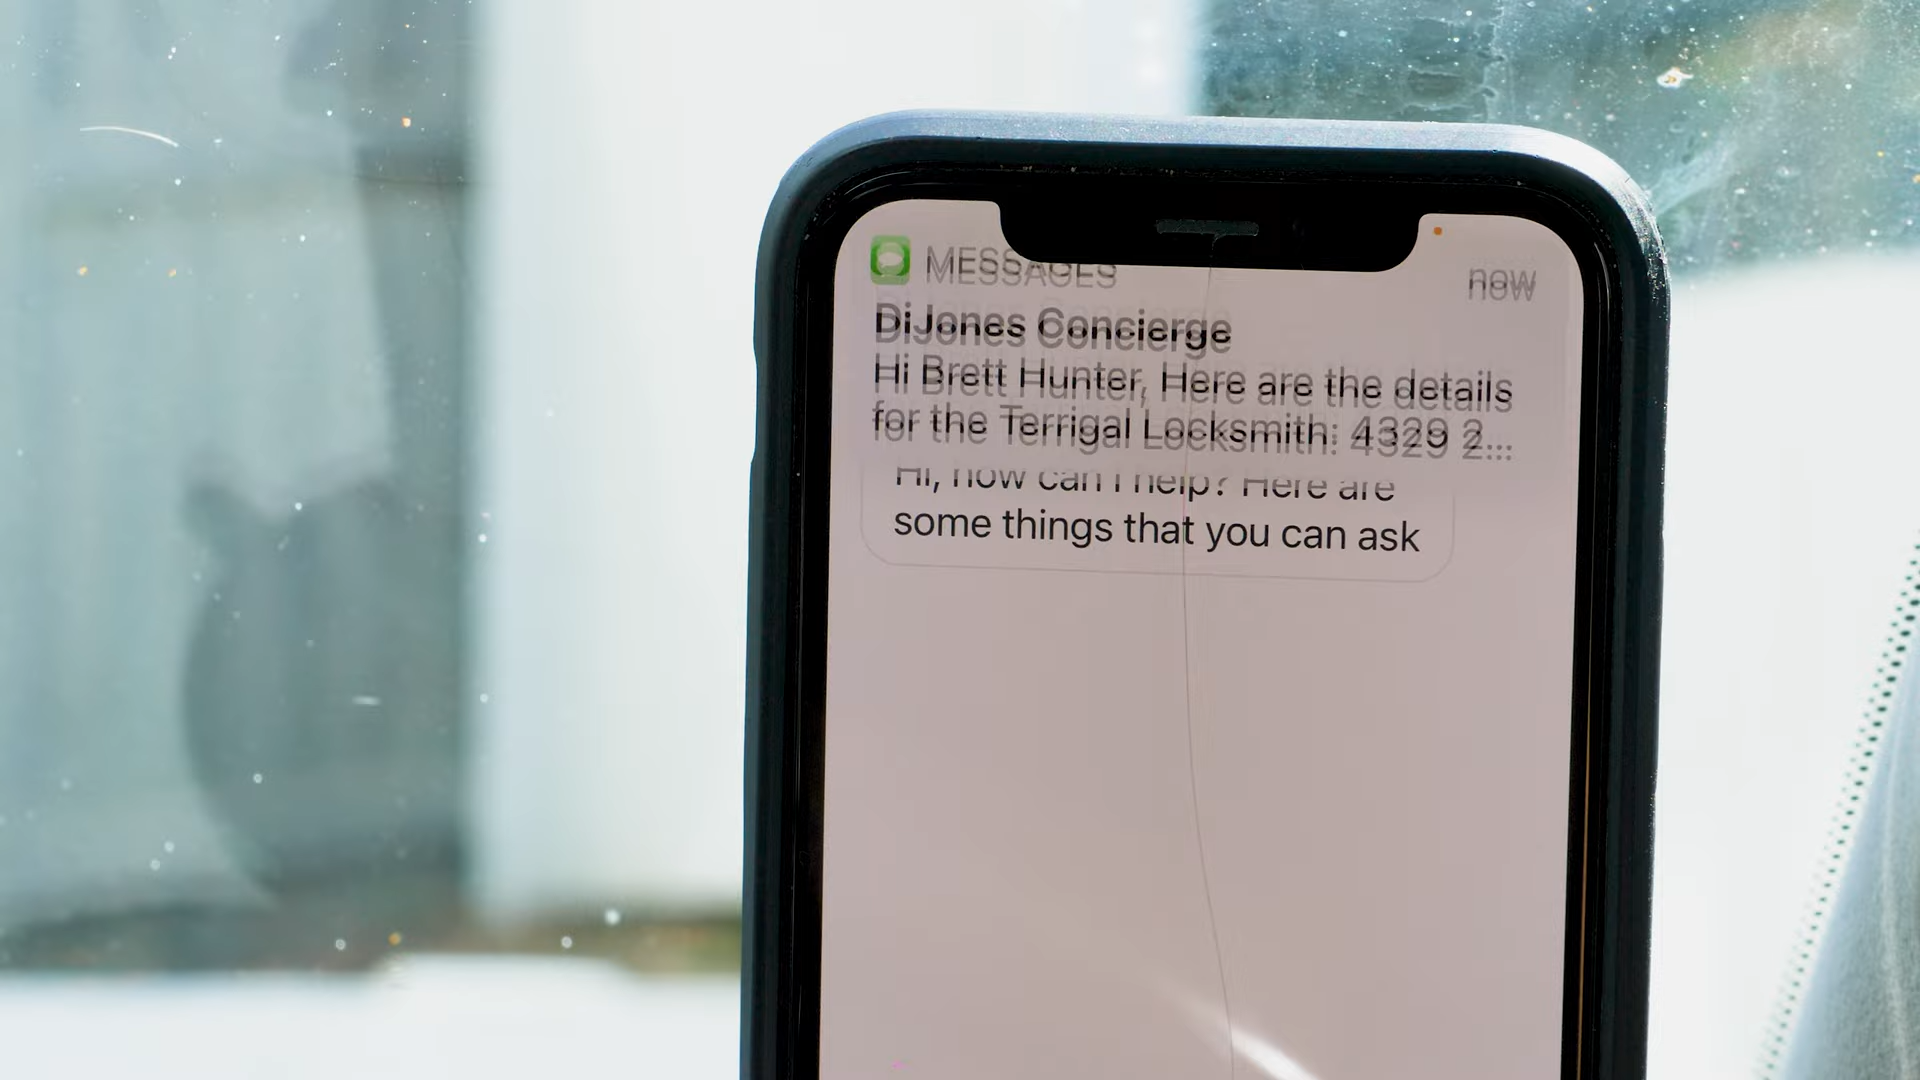 MESSAGES
now
DiJones Concierge
Hi Brett Hunter, Here are the details
for the Terrigal Locksmith: 4329 2...
Hi, how can I help? Here are
some things that you can ask